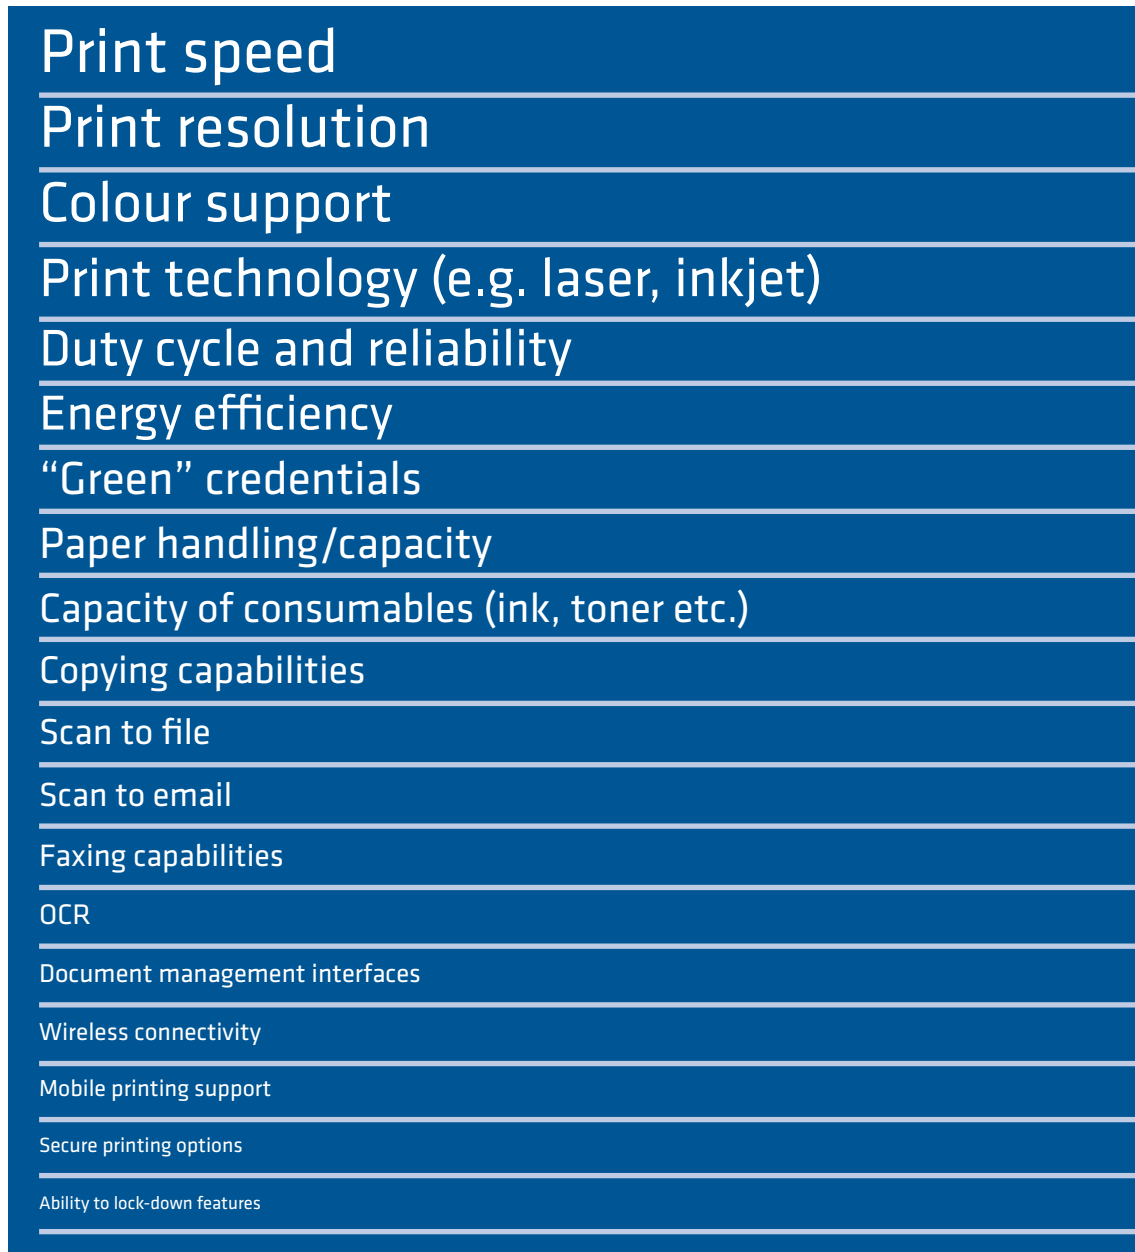 Print speed
Print resolution
Colour support
Print technology (e.g. laser, inkjet)
Duty cycle and reliability
Energy efficiency
“Green” credentials
Paper handling/capacity
Capacity of consumables (ink, toner etc.)
Copying capabilities
Scan to file
Scan to email
Faxing capabilities
OCR
Document management interfaces
Wireless connectivity
Mobile printing support
Secure printing options
Ability to lock-down features